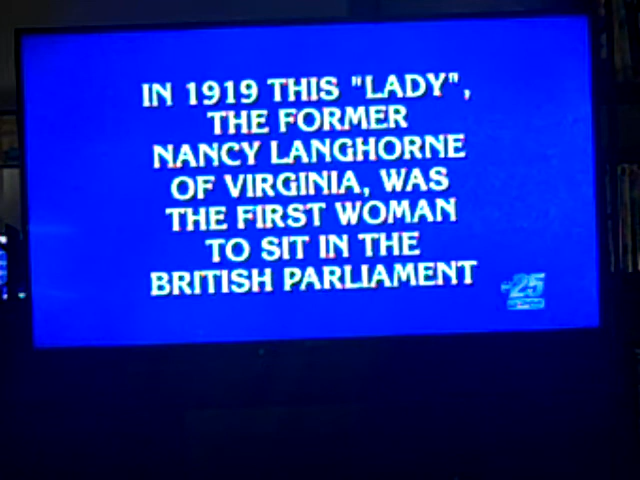 IN 1919 THIS "LADY",
THE FORMER
NANCY LANGHORNE
OF VIRGINIA, WAS
THE FIRST WOMAN
TO SIT IN THE
BRITISH PARLIAMENT
25